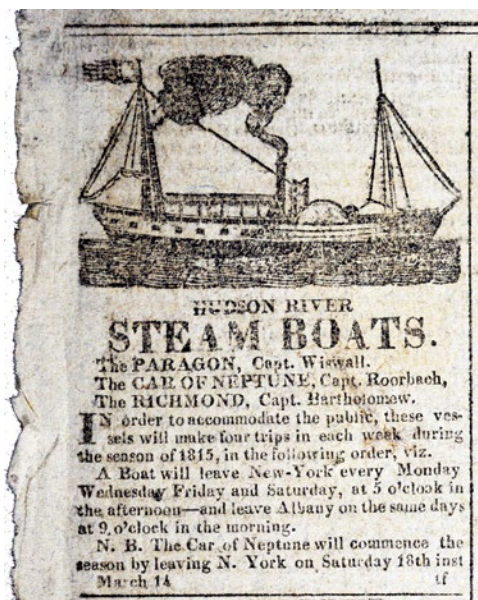 HUDSON RIVER
STEAM BOATS.
The PARAGON, Capt. Wiswall.
The CAR OF NEPTUNE, Capt. Roorbach,
The RICHMOND, Capt. Bartholomew.
IN order to accommodate the public, these ves-
sels will make four trips in each week during
the season of 1815, in the following order, viz.
A Boat will leave New-York every Monday
Wednesday Friday and Saturday, at 5 o'clock in
the afternoon—and leave Albany on the same days
at 9 o'clock in the morning.
N. B. The Car of Neptune will commence the
season by leaving N. York on Saturday 18th inst
March 14 tf